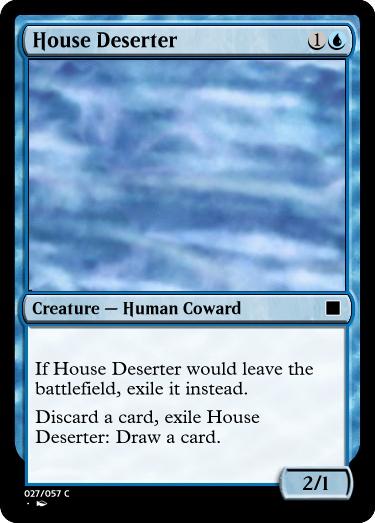 House Deserter
1
Creature — Human Coward
If House Deserter would leave the
battlefield, exile it instead.
Discard a card, exile House
Deserter: Draw a card.
2/1
027/057 C